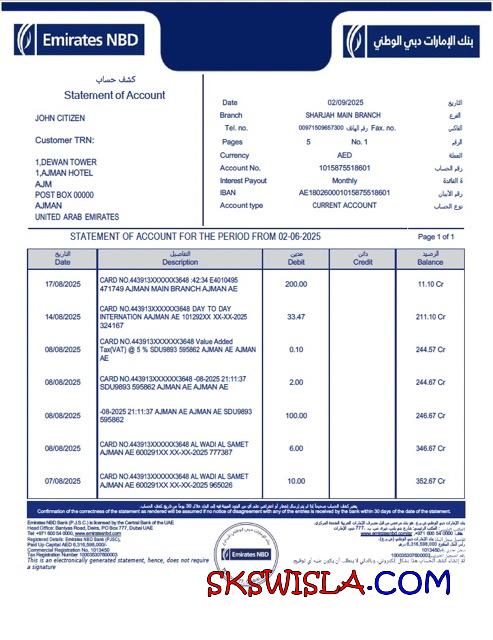 Emirates NBD
بنك الإمارات دبي الوطني
كشف حساب
Statement of Account
JOHN CITIZEN
Customer TRN:
1,DEWAN TOWER
1,AJMAN HOTEL
AJM
POST BOX 00000
AJMAN
UNITED ARAB EMIRATES
Date 02/09/2025 التاريخ
Branch SHARJAH MAIN BRANCH الفرع
Tel. no. 00971509657300 رقم الهاتف Fax. no. الفاكس
Pages 5 No. 1 الرقم
Currency AED العملة
Account No. 1015875518601 رقم الحساب
Interest Payout Monthly الفائدة
IBAN AE180260001015875518601 رقم الآيبان
Account type CURRENT ACCOUNT نوع الحساب
STATEMENT OF ACCOUNT FOR THE PERIOD FROM 02-06-2025 Page 1 of 1
التاريخ التفاصيل مدين دائن الرصيد
Date Description Debit Credit Balance
17/08/2025 CARD NO.443913XXXXXX3648 :42:34 E4010495 200.00 11.10 Cr
471749 AJMAN MAIN BRANCH AJMAN AE
14/08/2025 CARD NO.443913XXXXXX3648 DAY TO DAY 33.47 211.10 Cr
INTERNATION AAJMAN AE 101292XX XX-XX-2025
324167
08/08/2025 CARD NO.443913XXXXXX3648 Value Added 0.10 244.57 Cr
Tax(VAT) @ 5 % SDU9893 595862 AJMAN AE AJMAN
AE
08/08/2025 CARD NO.443913XXXXXX3648 -08-2025 21:11:37 2.00 244.67 Cr
SDU9893 595862 AJMAN AE AJMAN AE
08/08/2025 -08-2025 21:11:37 AJMAN AE AJMAN AE SDU9893 100.00 246.67 Cr
595862
08/08/2025 CARD NO.443913XXXXXX3648 AL WADI AL SAMET 6.00 346.67 Cr
AJMAN AE 600291XX XX-XX-2025 777387
07/08/2025 CARD NO.443913XXXXXX3648 AL WADI AL SAMET 10.00 352.67 Cr
AJMAN AE 600291XX XX-XX-2025 965026
Confirmation of the correctness of the statement as rendered will be assumed if no notice of disagreement with any of the entries is received by the bank within 30 days of the date of the statement.
Emirates NBD Bank (P.J.S.C.) is licensed by the Central Bank of the UAE
Head Office: Baniyas Road, Deira, PO Box 777, Dubai UAE
Tel: +971 600 54 0000, www.emiratesnbd.com
Registered Details: Emirates NBD Bank (PJSC),
Paid Up Capital AED 6,316,598,000/-
Commercial Registration No. 1013450
Tax Registration Number:
This is an electronically generated statement, hence, does not require
a signature
Emirates NBD
SKSWISLA.COM